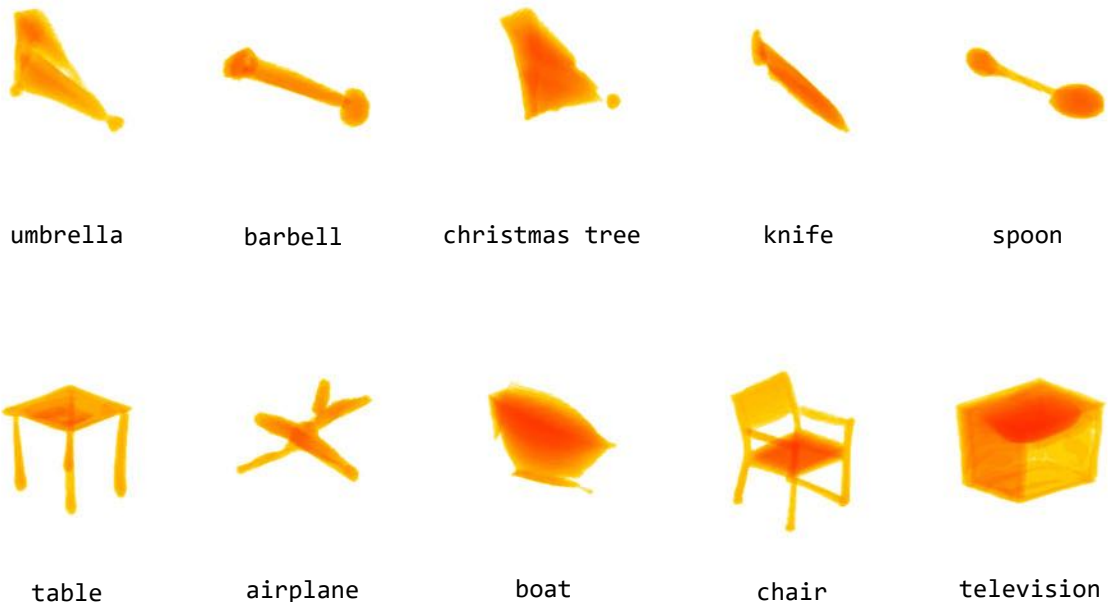 umbrella barbell christmas tree knife spoon
table airplane boat chair television